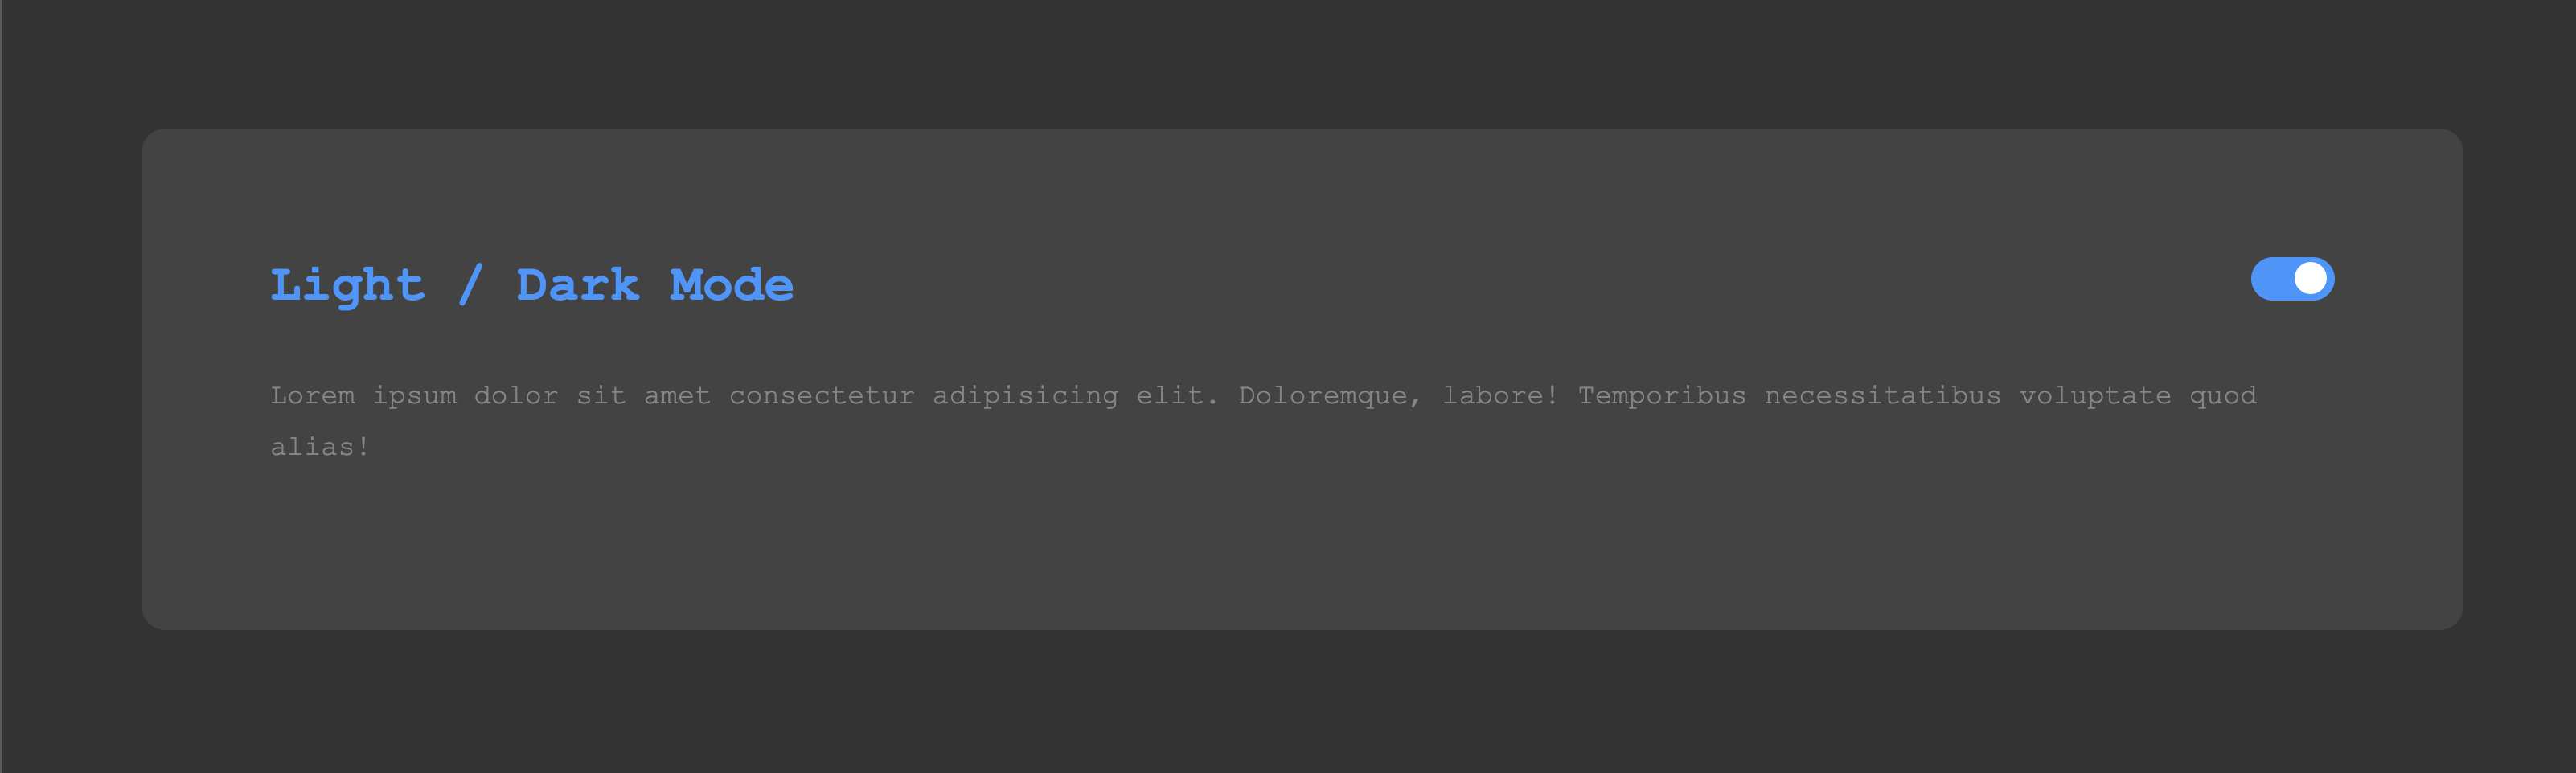 Light / Dark Mode
Lorem ipsum dolor sit amet consectetur adipisicing elit. Doloremque, labore! Temporibus necessitatibus voluptate quod
alias!